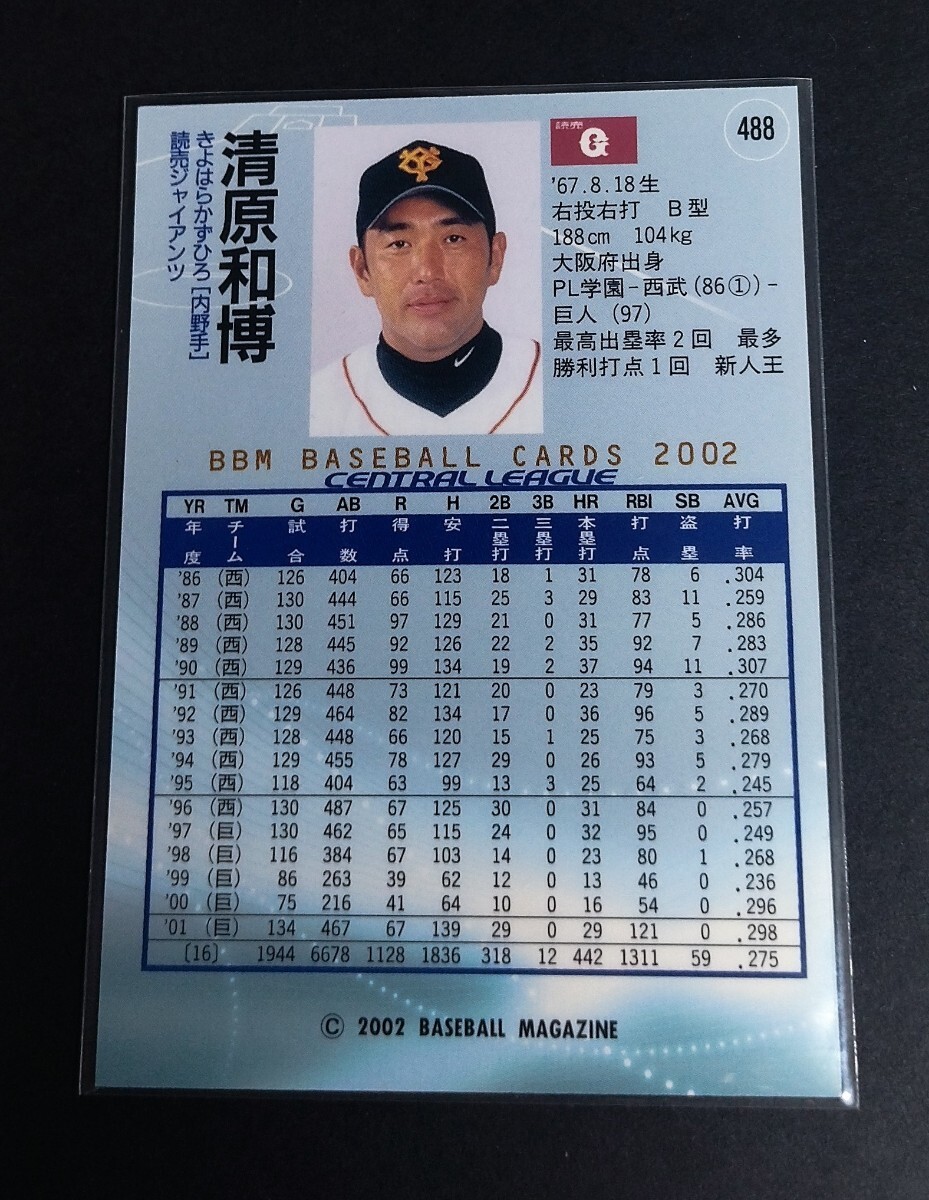 清原和博
きよはらかずひろ[内野手]
読売ジャイアンツ
読売
G
488
'67.8.18生
右投右打 B型
188cm 104kg
大阪府出身
PL学園-西武(86①)-
巨人(97)
最高出塁率2回 最多
勝利打点1回 新人王
BBM BASEBALL CARDS 2002
CENTRAL LEAGUE
YR TM G AB R H 2B 3B HR RBI SB AVG
年度 チーム 試合 打数 得点 安打 二塁打 三塁打 本塁打 打点 盗塁 打率
'86 (西) 126 404 66 123 18 1 31 78 6 .304
'87 (西) 130 444 66 115 25 3 29 83 11 .259
'88 (西) 130 451 97 129 21 0 31 77 5 .286
'89 (西) 128 445 92 126 22 2 35 92 7 .283
'90 (西) 129 436 99 134 19 2 37 94 11 .307
'91 (西) 126 448 73 121 20 0 23 79 3 .270
'92 (西) 129 464 82 134 17 0 36 96 5 .289
'93 (西) 128 448 66 120 15 1 25 75 3 .268
'94 (西) 129 455 78 127 29 0 26 93 5 .279
'95 (西) 118 404 63 99 13 3 25 64 2 .245
'96 (西) 130 487 67 125 30 0 31 84 0 .257
'97 (巨) 130 462 65 115 24 0 32 95 0 .249
'98 (巨) 116 384 67 103 14 0 23 80 1 .268
'99 (巨) 86 263 39 62 12 0 13 46 0 .236
'00 (巨) 75 216 41 64 10 0 16 54 0 .296
'01 (巨) 134 467 67 139 29 0 29 121 0 .298
[16] 1944 6678 1128 1836 318 12 442 1311 59 .275
© 2002 BASEBALL MAGAZINE